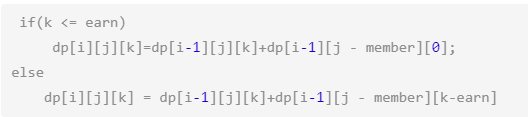 if(k <= earn)
dp[i][j][k]=dp[i-1][j][k]+dp[i-1][j - member][0];
else
dp[i][j][k] = dp[i-1][j][k]+dp[i-1][j - member][k-earn]